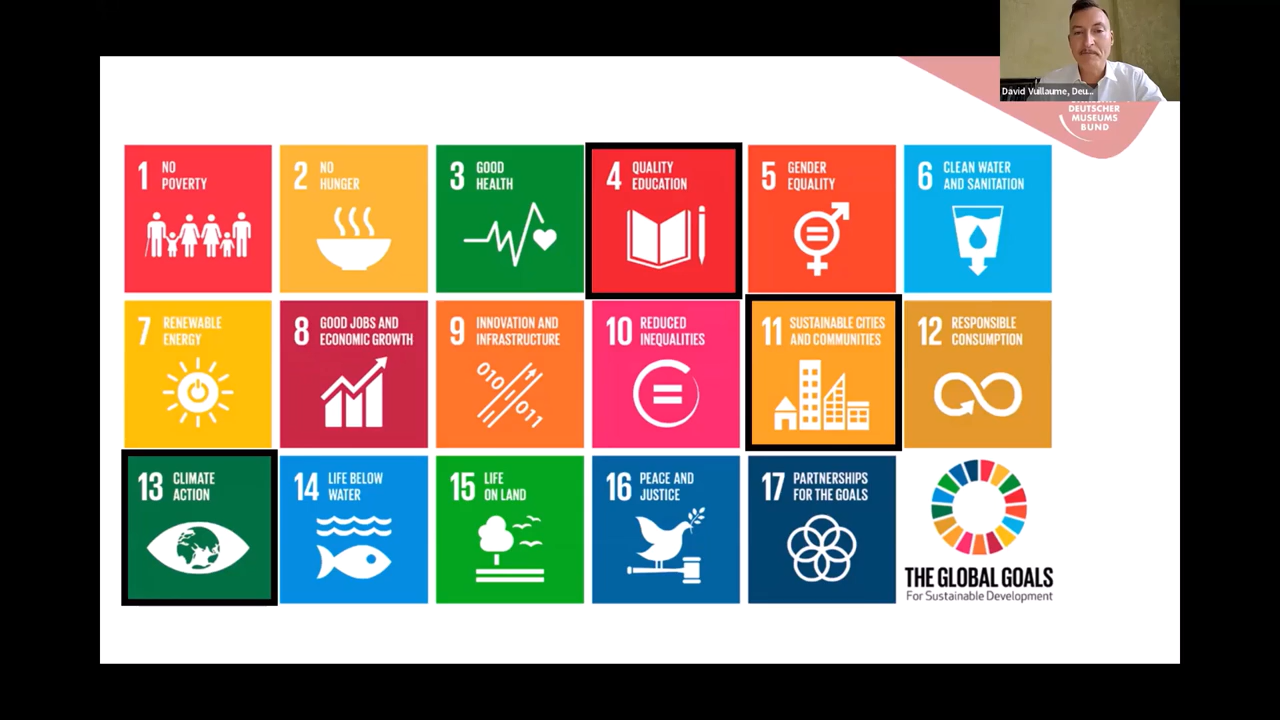 David Vuillaume, Deu...
DEUTSCHER
MUSEUMS
BUND
1 NO
POVERTY
2 NO
HUNGER
3 GOOD
HEALTH
4 QUALITY
EDUCATION
5 GENDER
EQUALITY
6 CLEAN WATER
AND SANITATION
7 RENEWABLE
ENERGY
8 GOOD JOBS AND
ECONOMIC GROWTH
9 INNOVATION AND
INFRASTRUCTURE
010
011
10 REDUCED
INEQUALITIES
11 SUSTAINABLE CITIES
AND COMMUNITIES
12 RESPONSIBLE
CONSUMPTION
13 CLIMATE
ACTION
14 LIFE BELOW
WATER
15 LIFE
ON LAND
16 PEACE AND
JUSTICE
17 PARTNERSHIPS
FOR THE GOALS
THE GLOBAL GOALS
For Sustainable Development